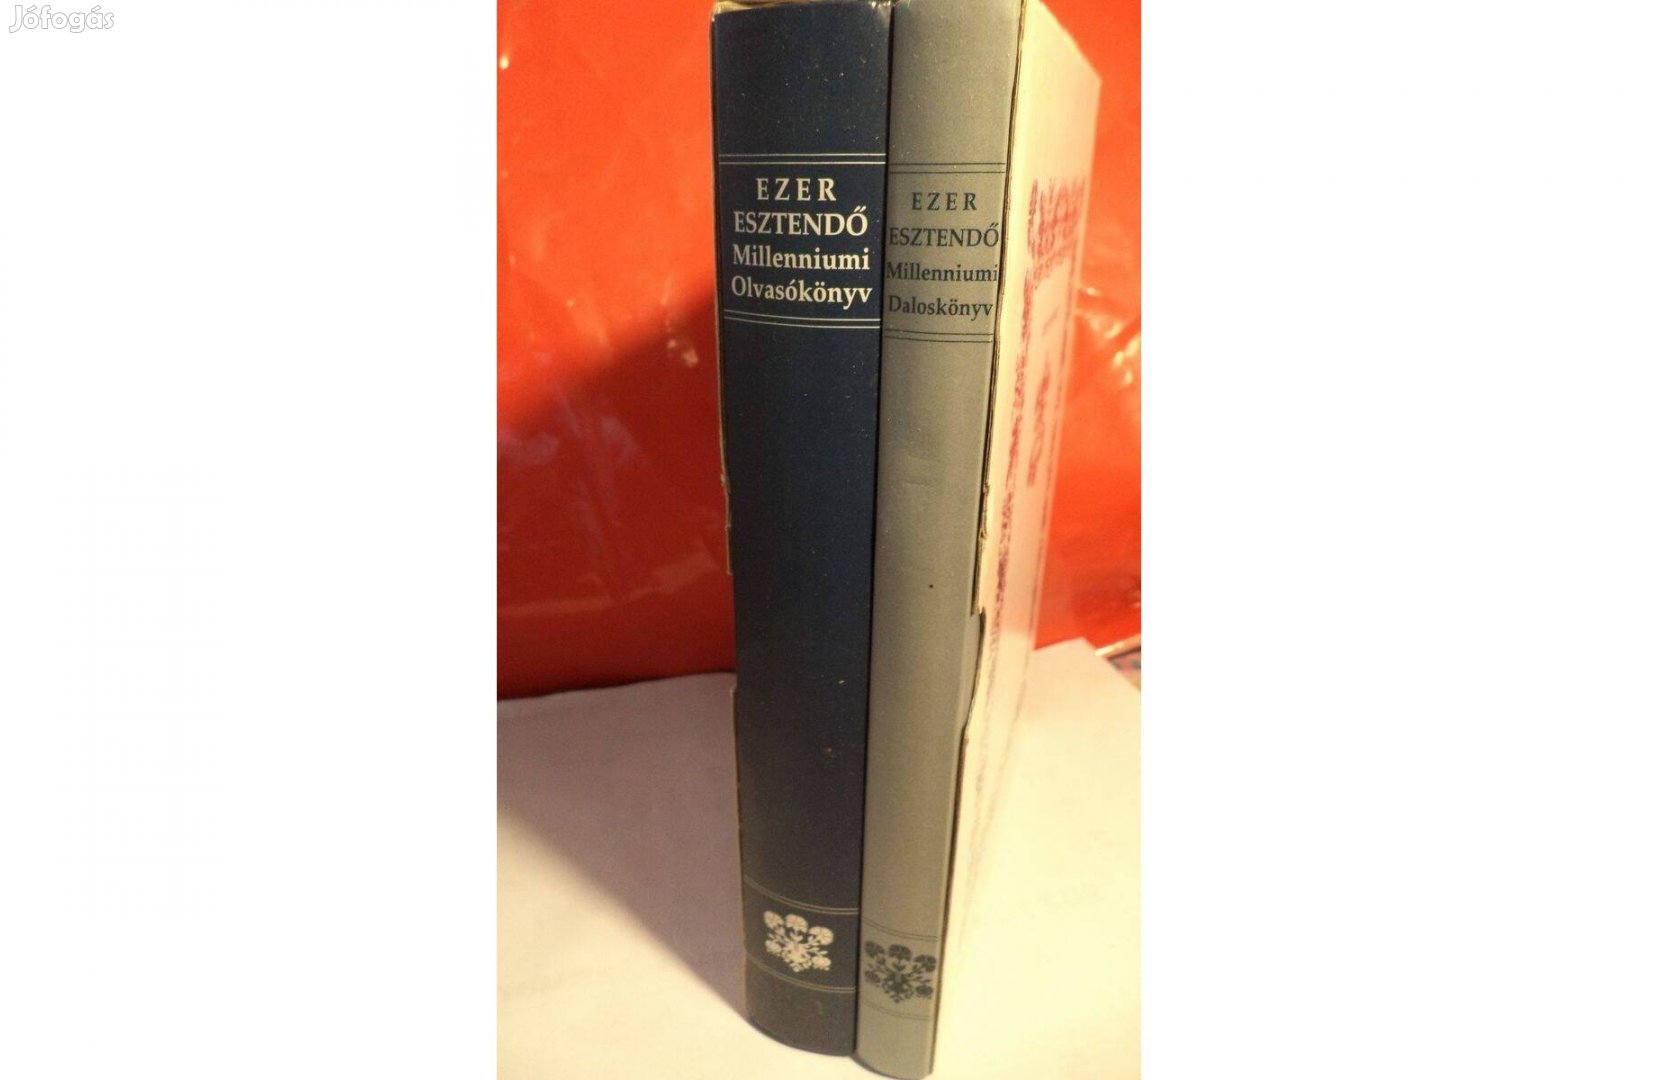 Jófogás
EZER
ESZTENDŐ
Millenniumi
Olvasókönyv
EZER
ESZTENDŐ
Millenniumi
Daloskönyv